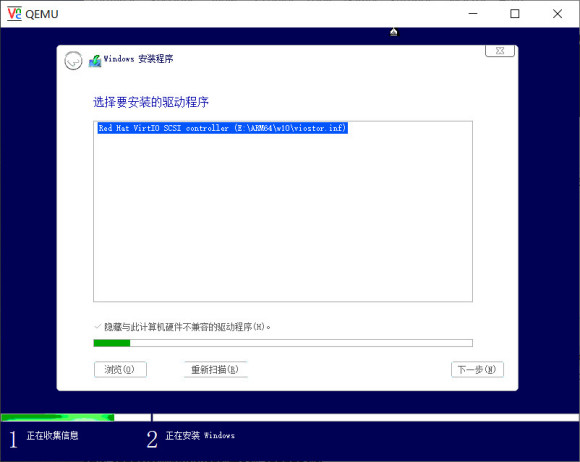 QEMU
Windows 安装程序
选择要安装的驱动程序
Red Hat VirtIO SCSI controller (E:\ARM64\w10\viostor.inf)
隐藏与此计算机硬件不兼容的驱动程序(H)。
浏览(O) 重新扫描(R) 下一步(N)
1 正在收集信息 2 正在安装 Windows